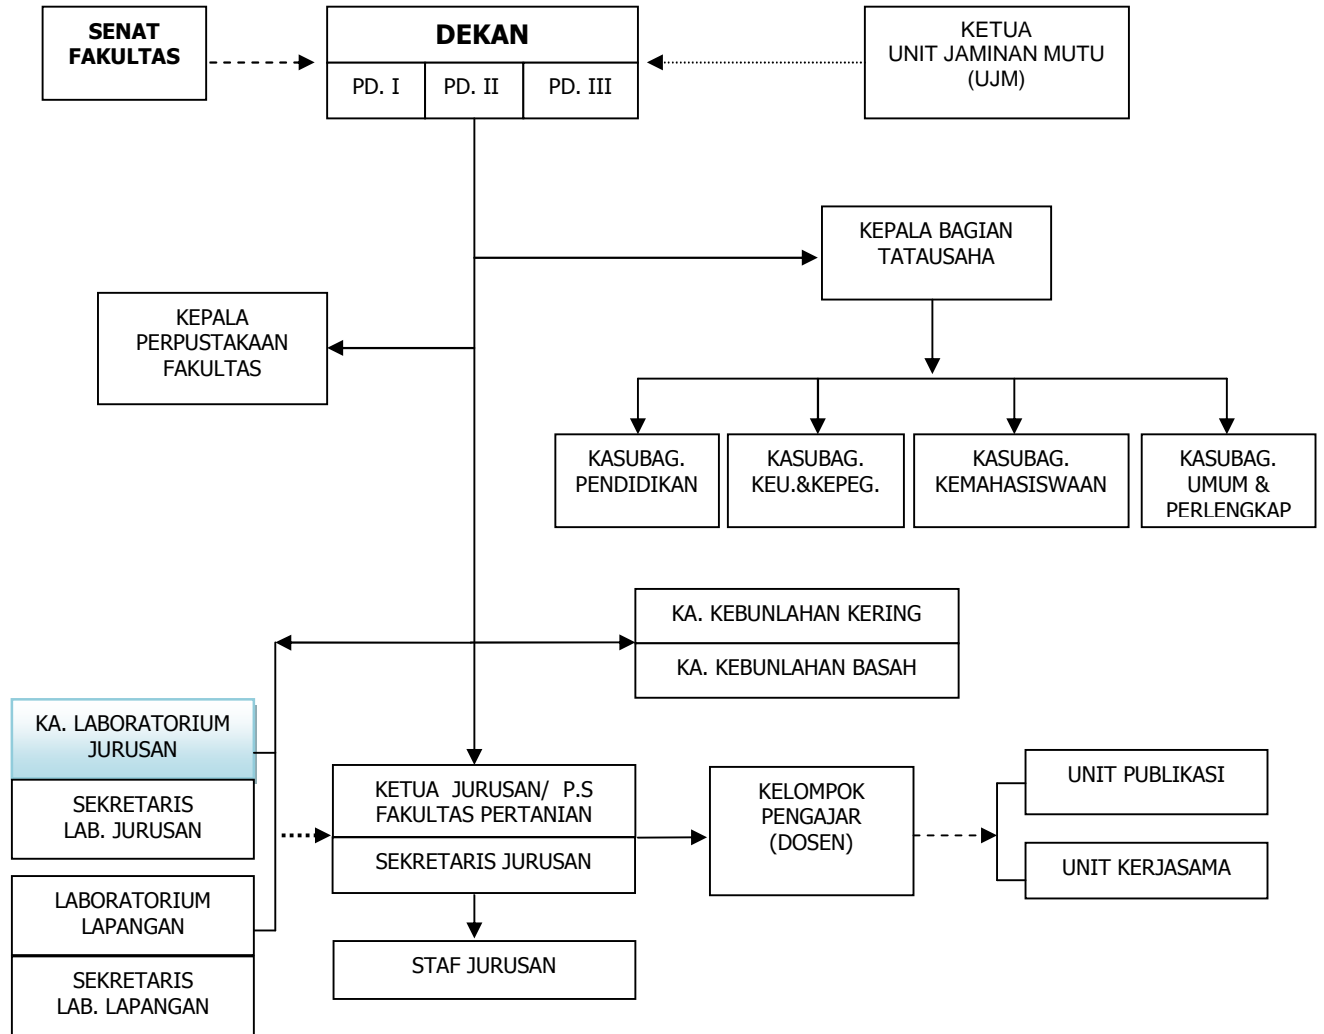 SENAT
FAKULTAS
DEKAN
PD. I
PD. II
PD. III
KETUA
UNIT JAMINAN MUTU
(UJM)
KEPALA BAGIAN
TATAUSAHA
KEPALA
PERPUSTAKAAN
FAKULTAS
KASUBAG.
PENDIDIKAN
KASUBAG.
KEU.&KEPEG.
KASUBAG.
KEMAHASISWAAN
KASUBAG.
UMUM &
PERLENGKAP
KA. KEBUNLAHAN KERING
KA. KEBUNLAHAN BASAH
KA. LABORATORIUM
JURUSAN
SEKRETARIS
LAB. JURUSAN
LABORATORIUM
LAPANGAN
SEKRETARIS
LAB. LAPANGAN
KETUA JURUSAN/ P.S
FAKULTAS PERTANIAN
SEKRETARIS JURUSAN
STAF JURUSAN
KELOMPOK
PENGAJAR
(DOSEN)
UNIT PUBLIKASI
UNIT KERJASAMA